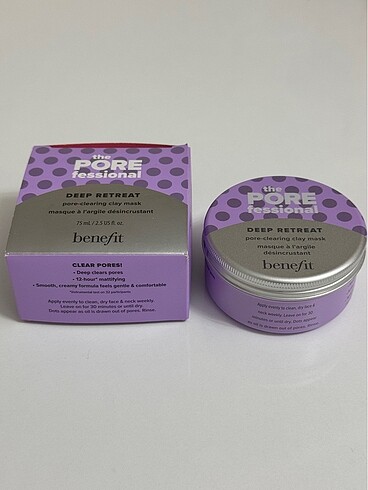 the
PORE
fessional
DEEP RETREAT
pore-clearing clay mask
masque à l'argile désincrustant
75 mL / 2.5 US fl. oz.
benefit
CLEAR PORES!
• Deep clears pores
• 12-hour* mattifying
• Smooth, creamy formula feels gentle & comfortable
*Instrumental test on 32 participants
Apply evenly to clean, dry face & neck weekly.
Leave on for 30 minutes or until dry.
Dots appear as oil is drawn out of pores. Rinse.
the
PORE
fessional
DEEP RETREAT
pore-clearing clay mask
masque à l'argile
désincrustant
benefit
Apply evenly to clean, dry face &
neck weekly. Leave on for 30
minutes or until dry. Dots appear
as oil is drawn out of pores. Rinse.